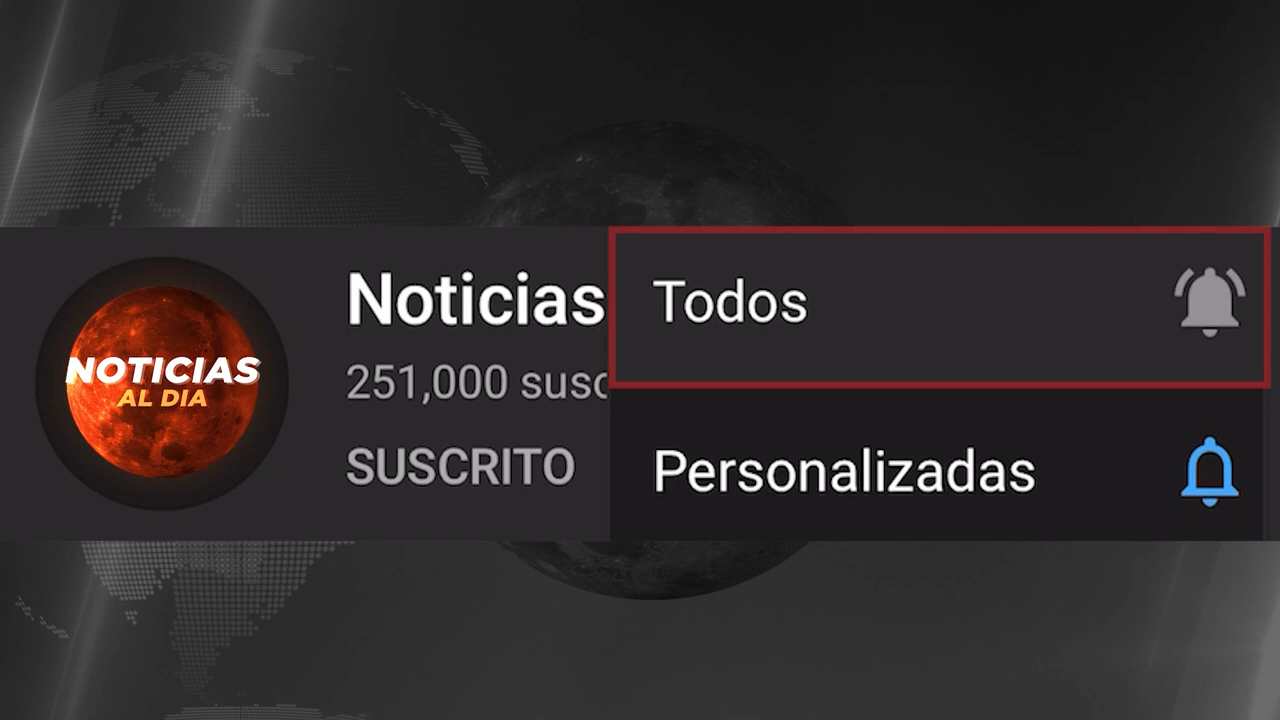 NOTICIAS
AL DIA
Noticias
251,000 susc
SUSCRITO
Todos
Personalizadas